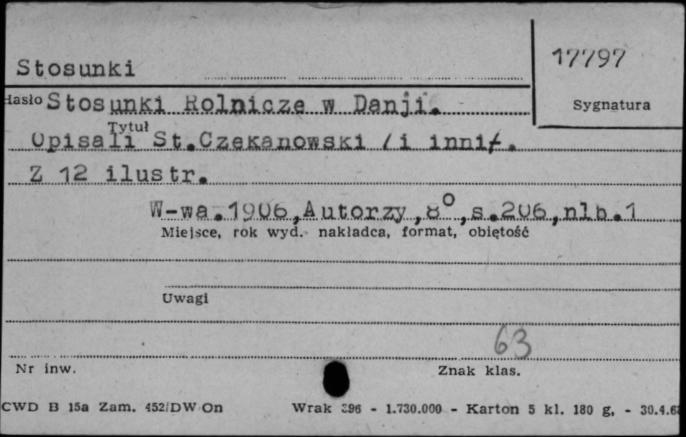 17797
Stosunki
Sygnatura
Hasło Stosunki Rolnicze w Danji.
Tytuł
Opisali St.Czekanowski /i inni/.
Z 12 ilustr.
W-wa.1906,Autorzy,8°,s.206,nlb.1
Miejsce, rok wyd. nakładca, format, objętość
Uwagi
63
Nr inw.
Znak klas.
CWD B 15a Zam. 452/DW On
Wrak 396 - 1.730.000 - Karton 5 kl. 180 g. - 30.4.6